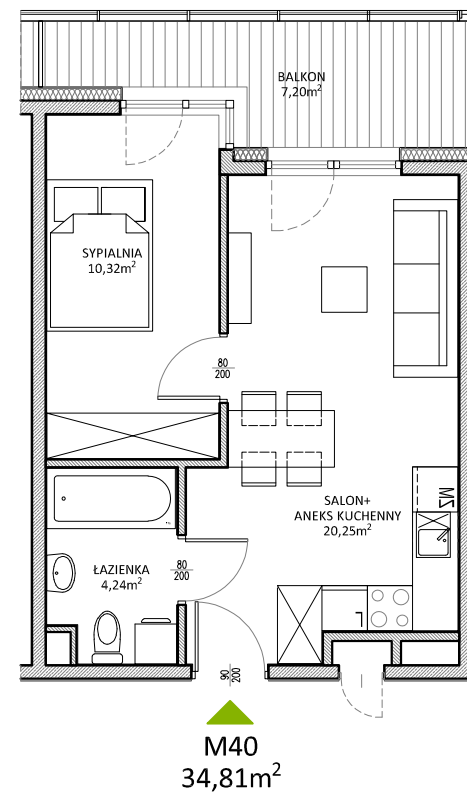 BALKON
7,20m²
SYPIALNIA
10,32m²
80
200
SALON+
ANEKS KUCHENNY
20,25m²
MZ
ŁAZIENKA
4,24m²
80
200
L
90
200
M40
34,81m²